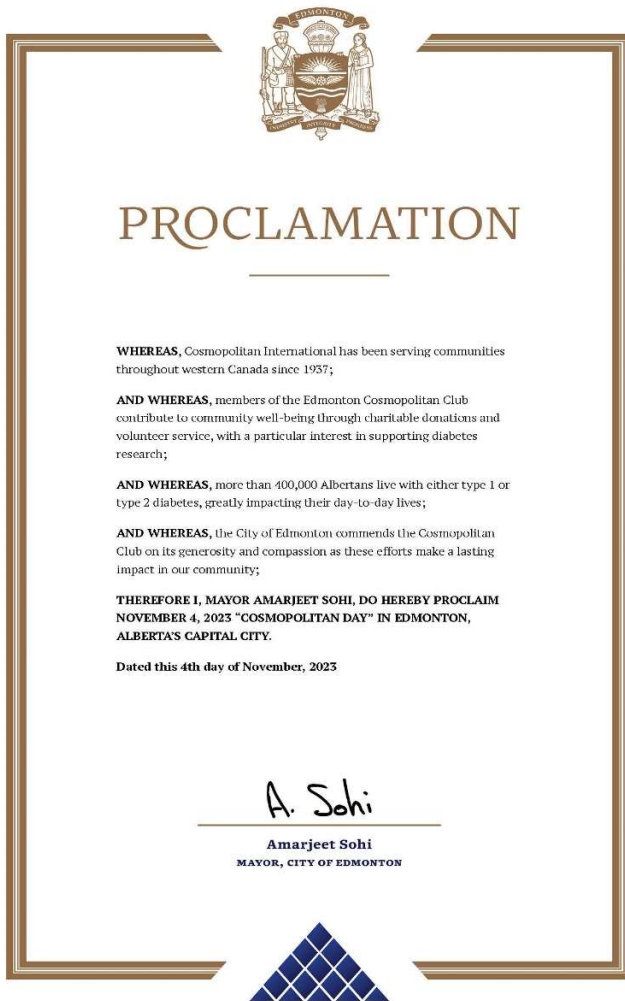 EDMONTON
INDUSTRY INTEGRITY PROGRESS
PROCLAMATION
WHEREAS, Cosmopolitan International has been serving communities
throughout western Canada since 1937;
AND WHEREAS, members of the Edmonton Cosmopolitan Club
contribute to community well-being through charitable donations and
volunteer service, with a particular interest in supporting diabetes
research;
AND WHEREAS, more than 400,000 Albertans live with either type 1 or
type 2 diabetes, greatly impacting their day-to-day lives;
AND WHEREAS, the City of Edmonton commends the Cosmopolitan
Club on its generosity and compassion as these efforts make a lasting
impact in our community;
THEREFORE I, MAYOR AMARJEET SOHI, DO HEREBY PROCLAIM
NOVEMBER 4, 2023 “COSMOPOLITAN DAY” IN EDMONTON,
ALBERTA’S CAPITAL CITY.
Dated this 4th day of November, 2023
A. Sohi
Amarjeet Sohi
MAYOR, CITY OF EDMONTON